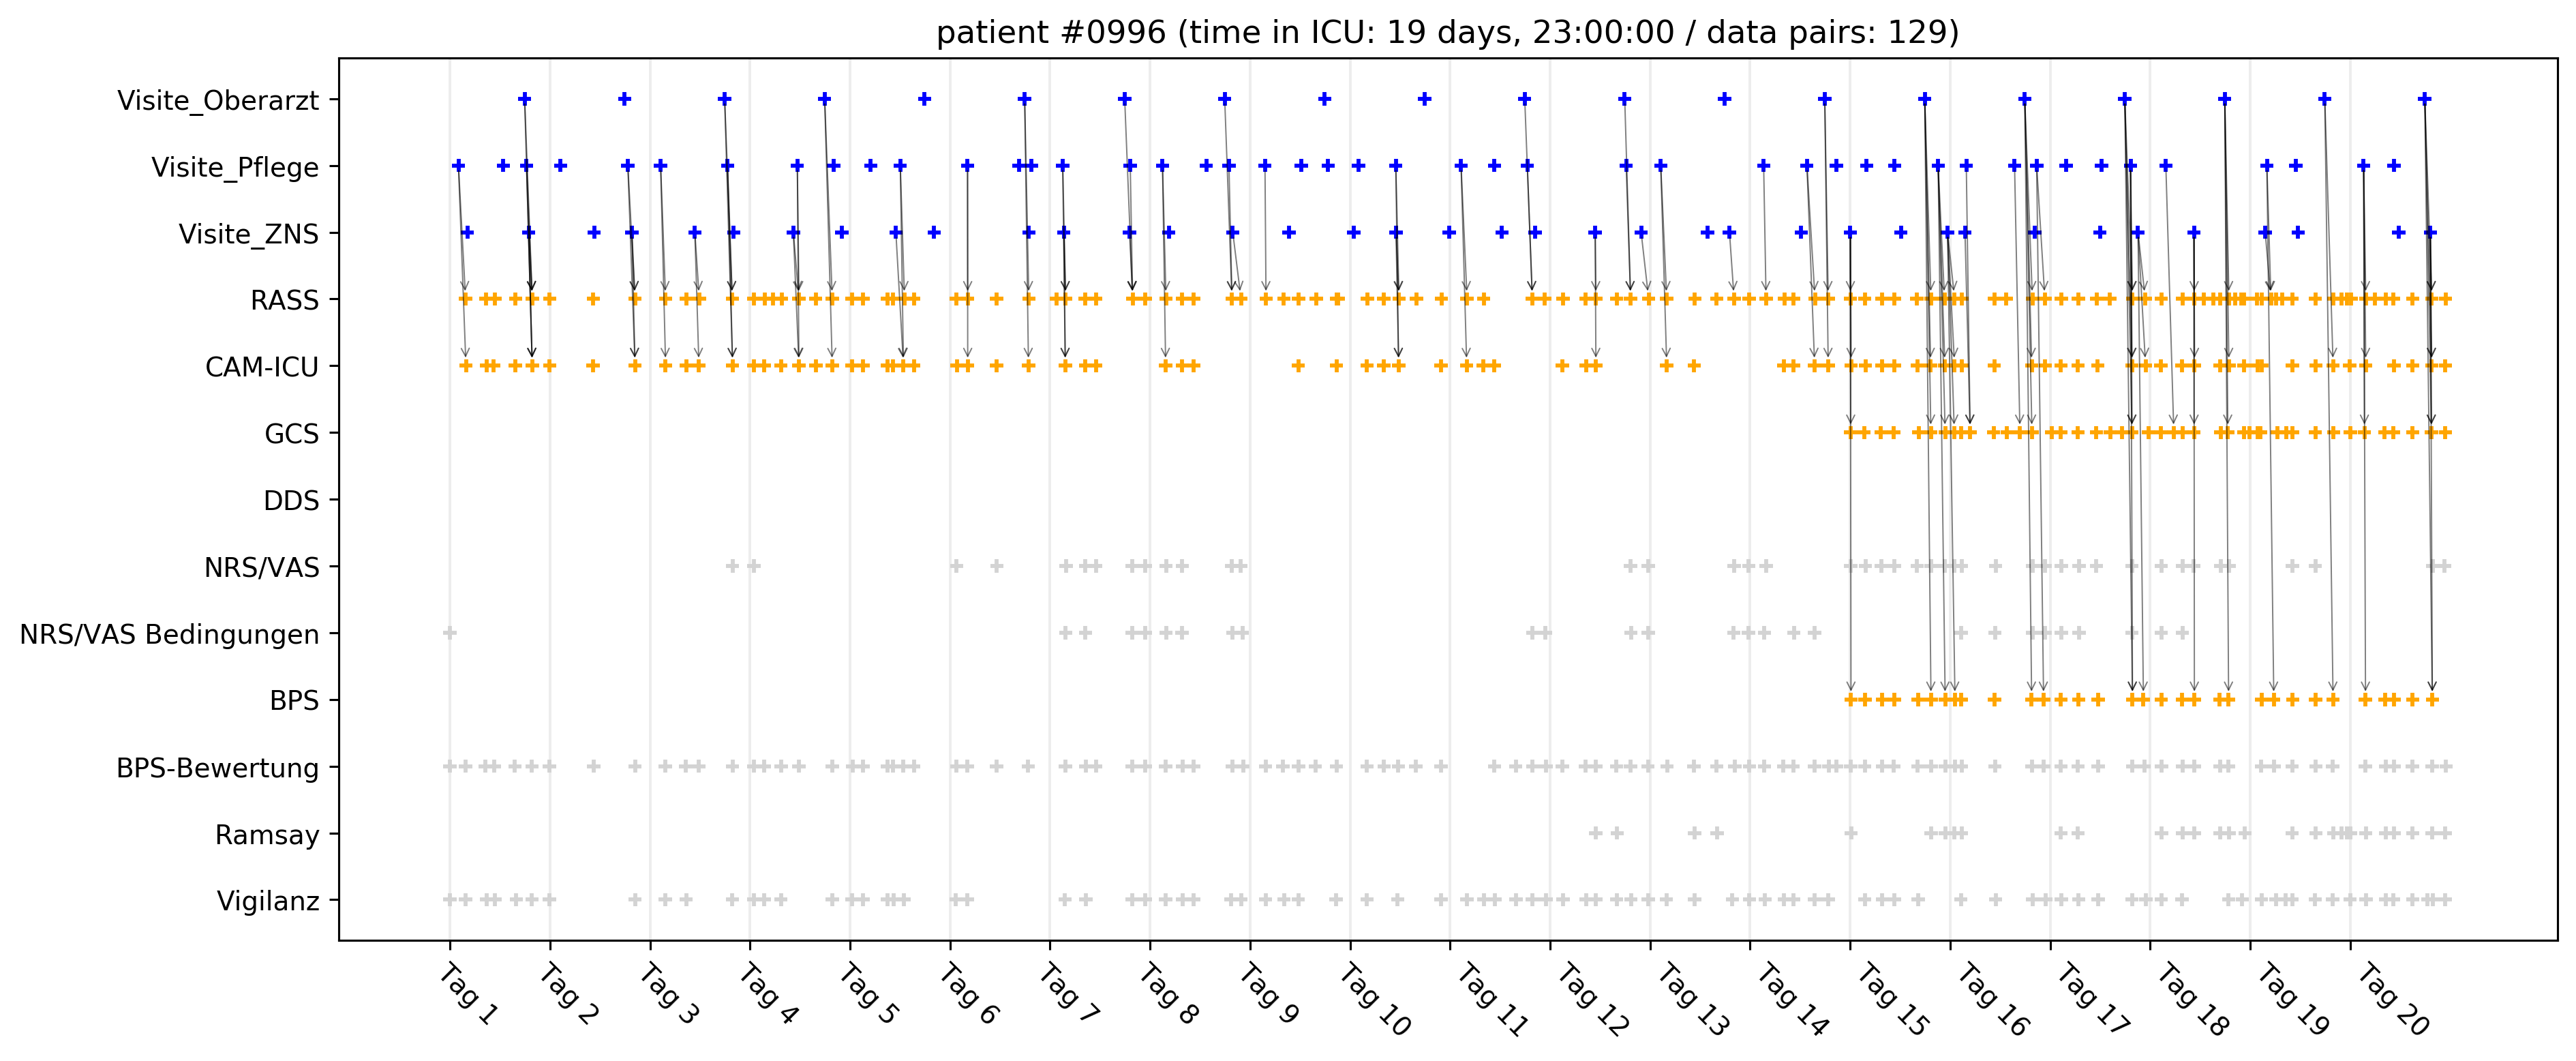 patient #0996 (time in ICU: 19 days, 23:00:00 / data pairs: 129)
Visite_Oberarzt
Visite_Pflege
Visite_ZNS
RASS
CAM-ICU
GCS
DDS
NRS/VAS
NRS/VAS Bedingungen
BPS
BPS-Bewertung
Ramsay
Vigilanz
Tag 1
Tag 2
Tag 3
Tag 4
Tag 5
Tag 6
Tag 7
Tag 8
Tag 9
Tag 10
Tag 11
Tag 12
Tag 13
Tag 14
Tag 15
Tag 16
Tag 17
Tag 18
Tag 19
Tag 20